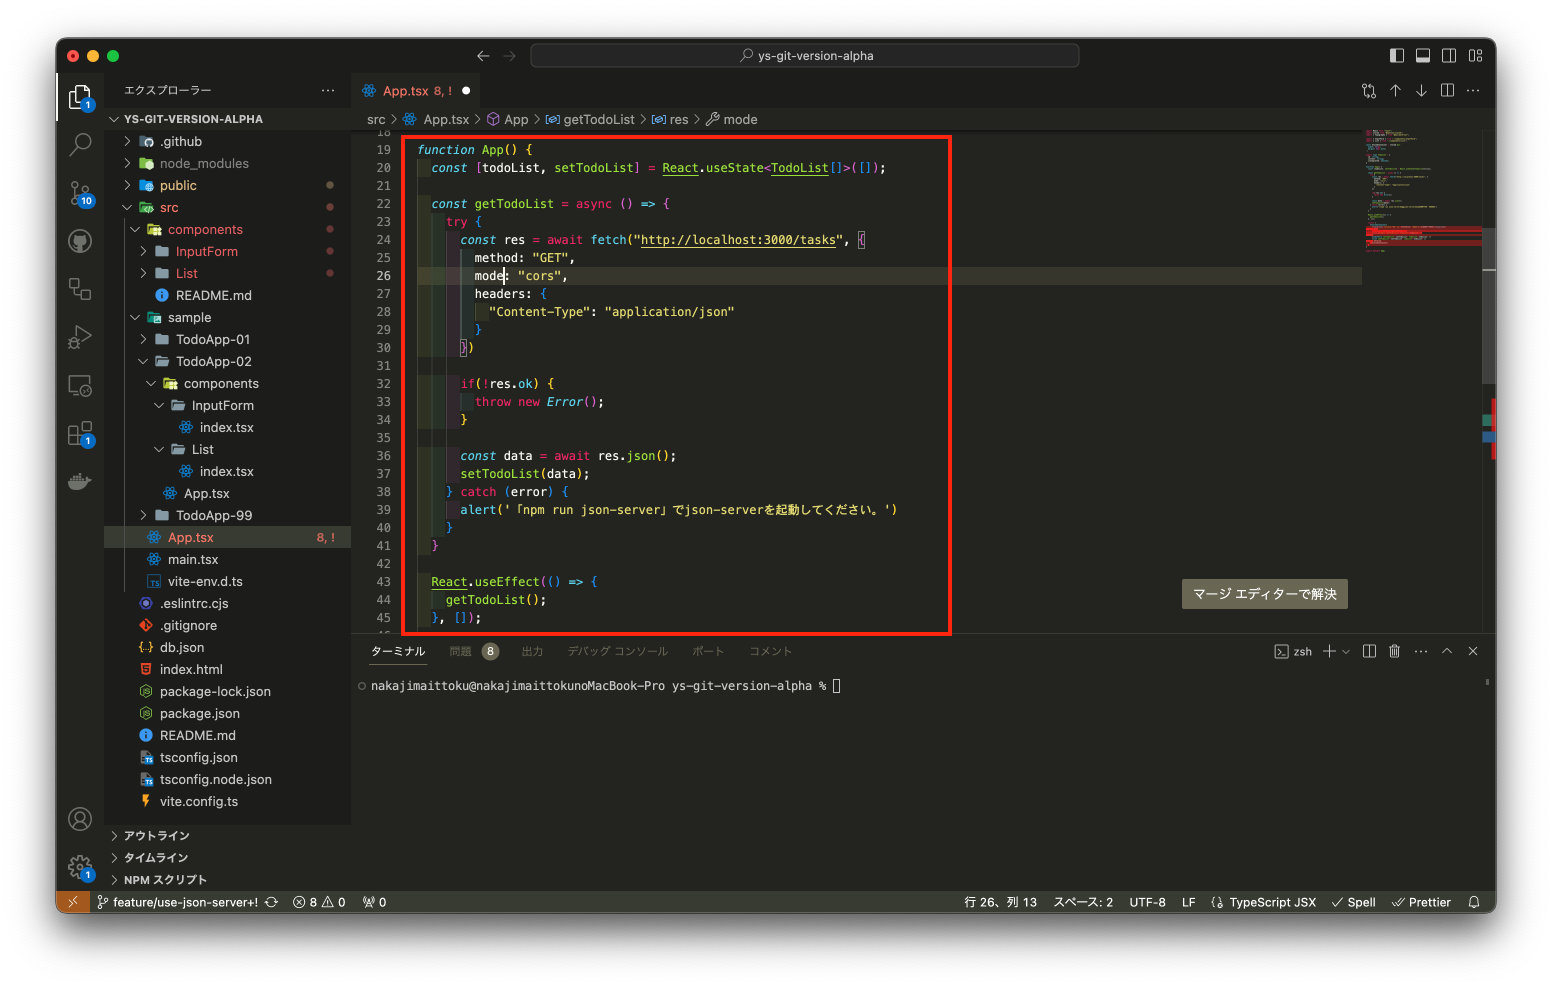 ys-git-version-alpha
エクスプローラー
App.tsx 8, !
YS-GIT-VERSION-ALPHA
.github
node_modules
public
src
components
InputForm
List
README.md
sample
TodoApp-01
TodoApp-02
components
InputForm
index.tsx
List
index.tsx
App.tsx
TodoApp-99
App.tsx 8, !
main.tsx
vite-env.d.ts
.eslintrc.cjs
.gitignore
db.json
index.html
package-lock.json
package.json
README.md
tsconfig.json
tsconfig.node.json
vite.config.ts
アウトライン
タイムライン
NPM スクリプト
1
10
1
1
src > App.tsx > App > getTodoList > res > mode
18
19 function App() {
20 const [todoList, setTodoList] = React.useState<TodoList[]>([]);
21
22 const getTodoList = async () => {
23 try {
24 const res = await fetch("http://localhost:3000/tasks", {
25 method: "GET",
26 mode: "cors",
27 headers: {
28 "Content-Type": "application/json"
29 }
30 })
31
32 if(!res.ok) {
33 throw new Error();
34 }
35
36 const data = await res.json();
37 setTodoList(data);
38 } catch (error) {
39 alert('「npm run json-server」でjson-serverを起動してください。')
40 }
41 }
42
43 React.useEffect(() => {
44 getTodoList();
45 }, []);
マージ エディターで解決
ターミナル 問題 8 出力 デバッグ コンソール ポート コメント
zsh
nakajimaittoku@nakajimaittokunoMacBook-Pro ys-git-version-alpha %
feature/use-json-server+! 8 0 0
行 26、列 13 スペース: 2 UTF-8 LF TypeScript JSX Spell Prettier